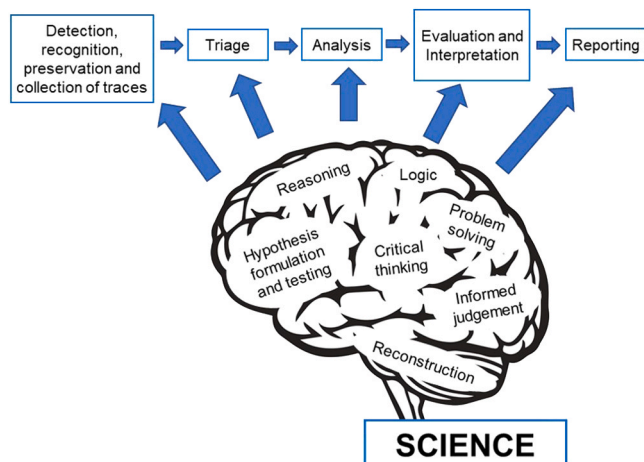 Detection,
recognition,
preservation and
collection of traces
Triage
Analysis
Evaluation and
Interpretation
Reporting
Reasoning
Logic
Problem
solving
Hypothesis
formulation
and testing
Critical
thinking
Informed
judgement
Reconstruction
SCIENCE